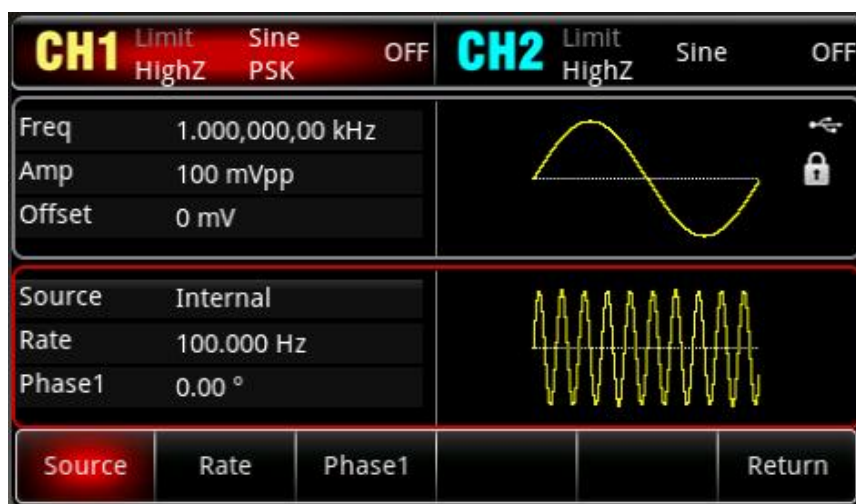 CH1 Limit Sine OFF CH2 Limit Sine OFF
HighZ PSK HighZ
Freq 1.000,000,00 kHz
Amp 100 mVpp
Offset 0 mV
Source Internal
Rate 100.000 Hz
Phase1 0.00 °
Source Rate Phase1 Return